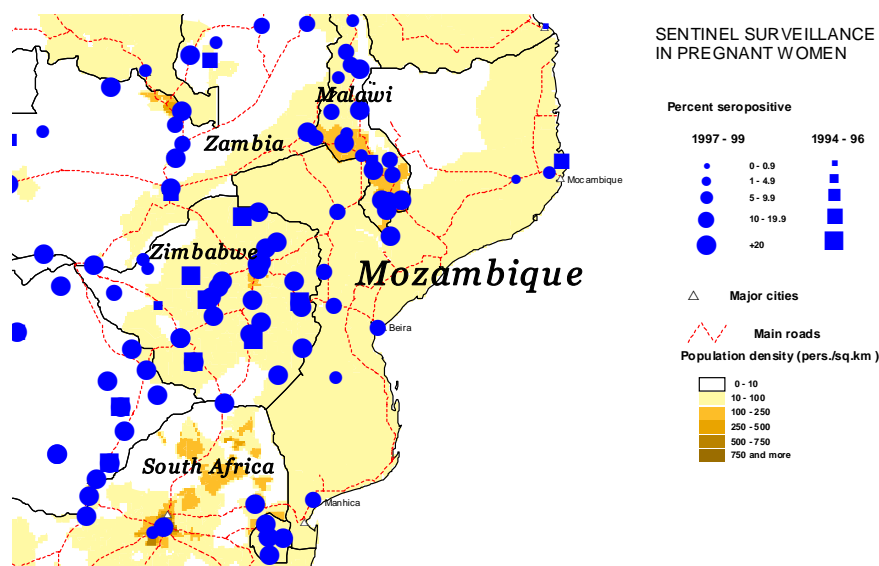 SENTINEL SURVEILLANCE
IN PREGNANT WOMEN
Percent seropositive
1997 - 99
1994 - 96
0 - 0.9
1 - 4.9
5 - 9.9
10 - 19.9
+20
Major cities
Main roads
Population density (pers./sq.km )
0 - 10
10 - 100
100 - 250
250 - 500
500 - 750
750 and more
Malawi
Zambia
Mocambique
Zimbabwe
Mozambique
Beira
South Africa
Manhica